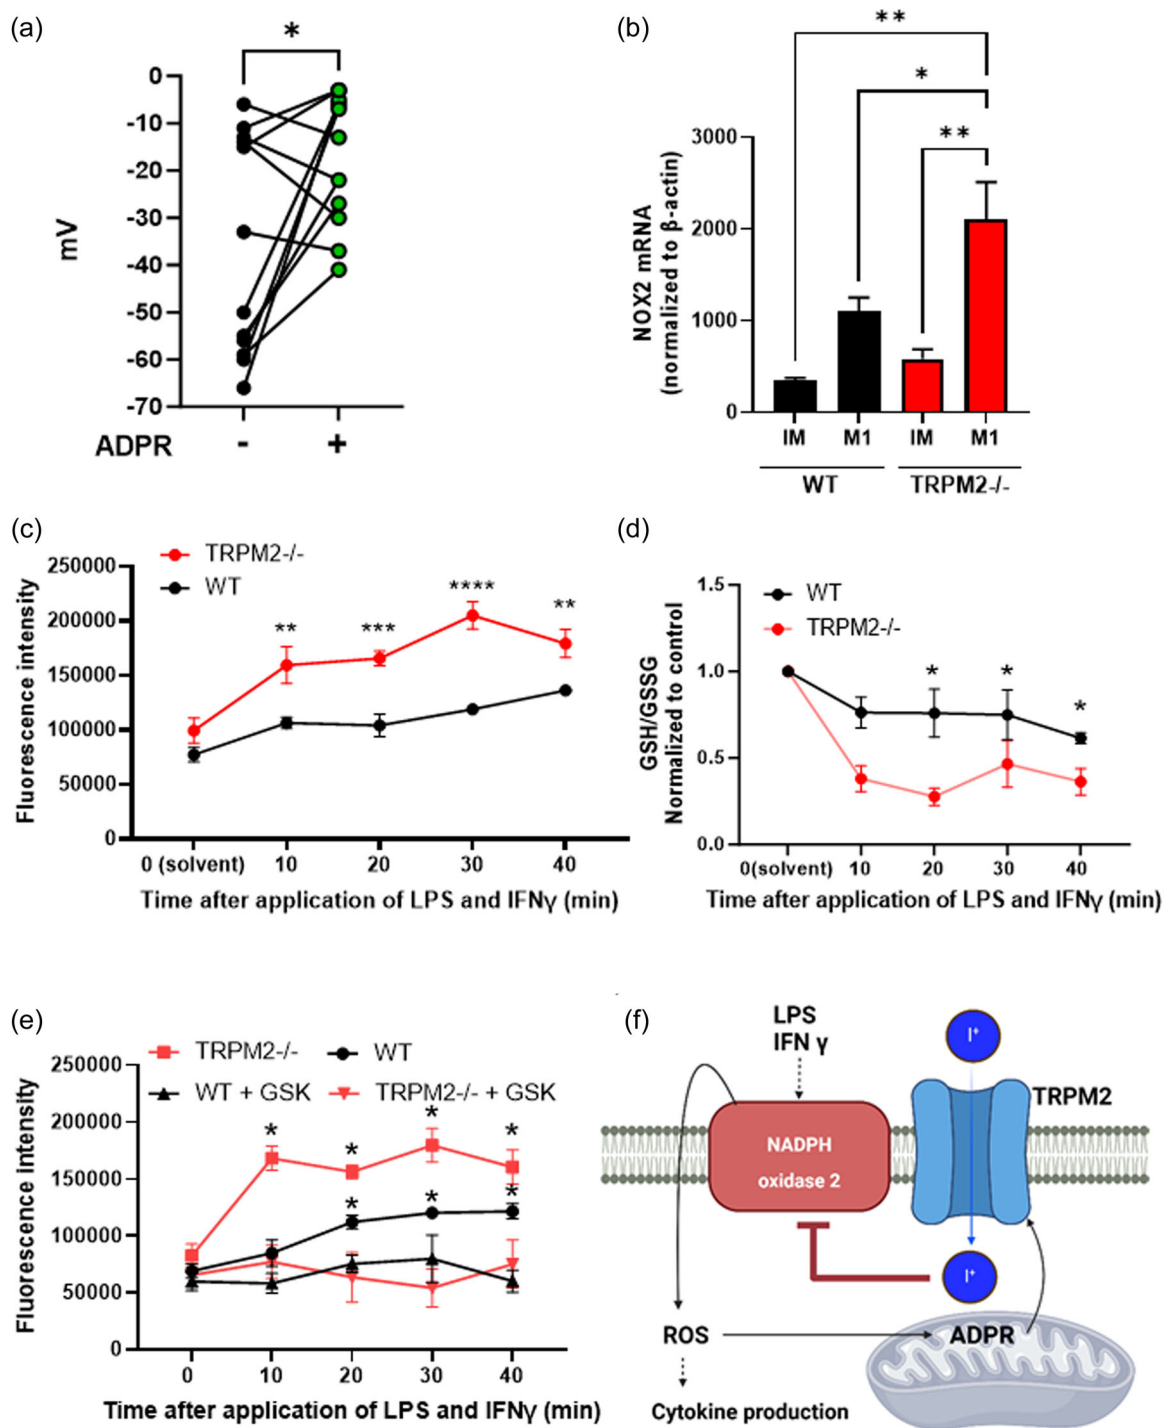 (a)
*
mV
0
-10
-20
-30
-40
-50
-60
-70
ADPR - +
(b)
**
*
**
NOX2 mRNA
(normalized to β-actin)
3000
2000
1000
0
IM M1 IM M1
WT TRPM2-/-
(c)
TRPM2-/-
WT
Fluorescence intensity
250000
200000
150000
100000
50000
0
** *** **** **
0 (solvent) 10 20 30 40
Time after application of LPS and IFNγ (min)
(d)
WT
TRPM2-/-
GSH/GSSG
Normalized to control
1.5
1.0
0.5
0.0
* * *
0(solvent) 10 20 30 40
Time after application of LPS and IFNγ (min)
(e)
TRPM2-/- WT
WT + GSK TRPM2-/- + GSK
Fluorescence intensity
250000
200000
150000
100000
50000
0
* * * *
* * *
0 10 20 30 40
Time after application of LPS and IFNγ (min)
(f)
LPS
IFN γ
I⁺
TRPM2
NADPH
oxidase 2
I⁺
ROS
ADPR
Cytokine production